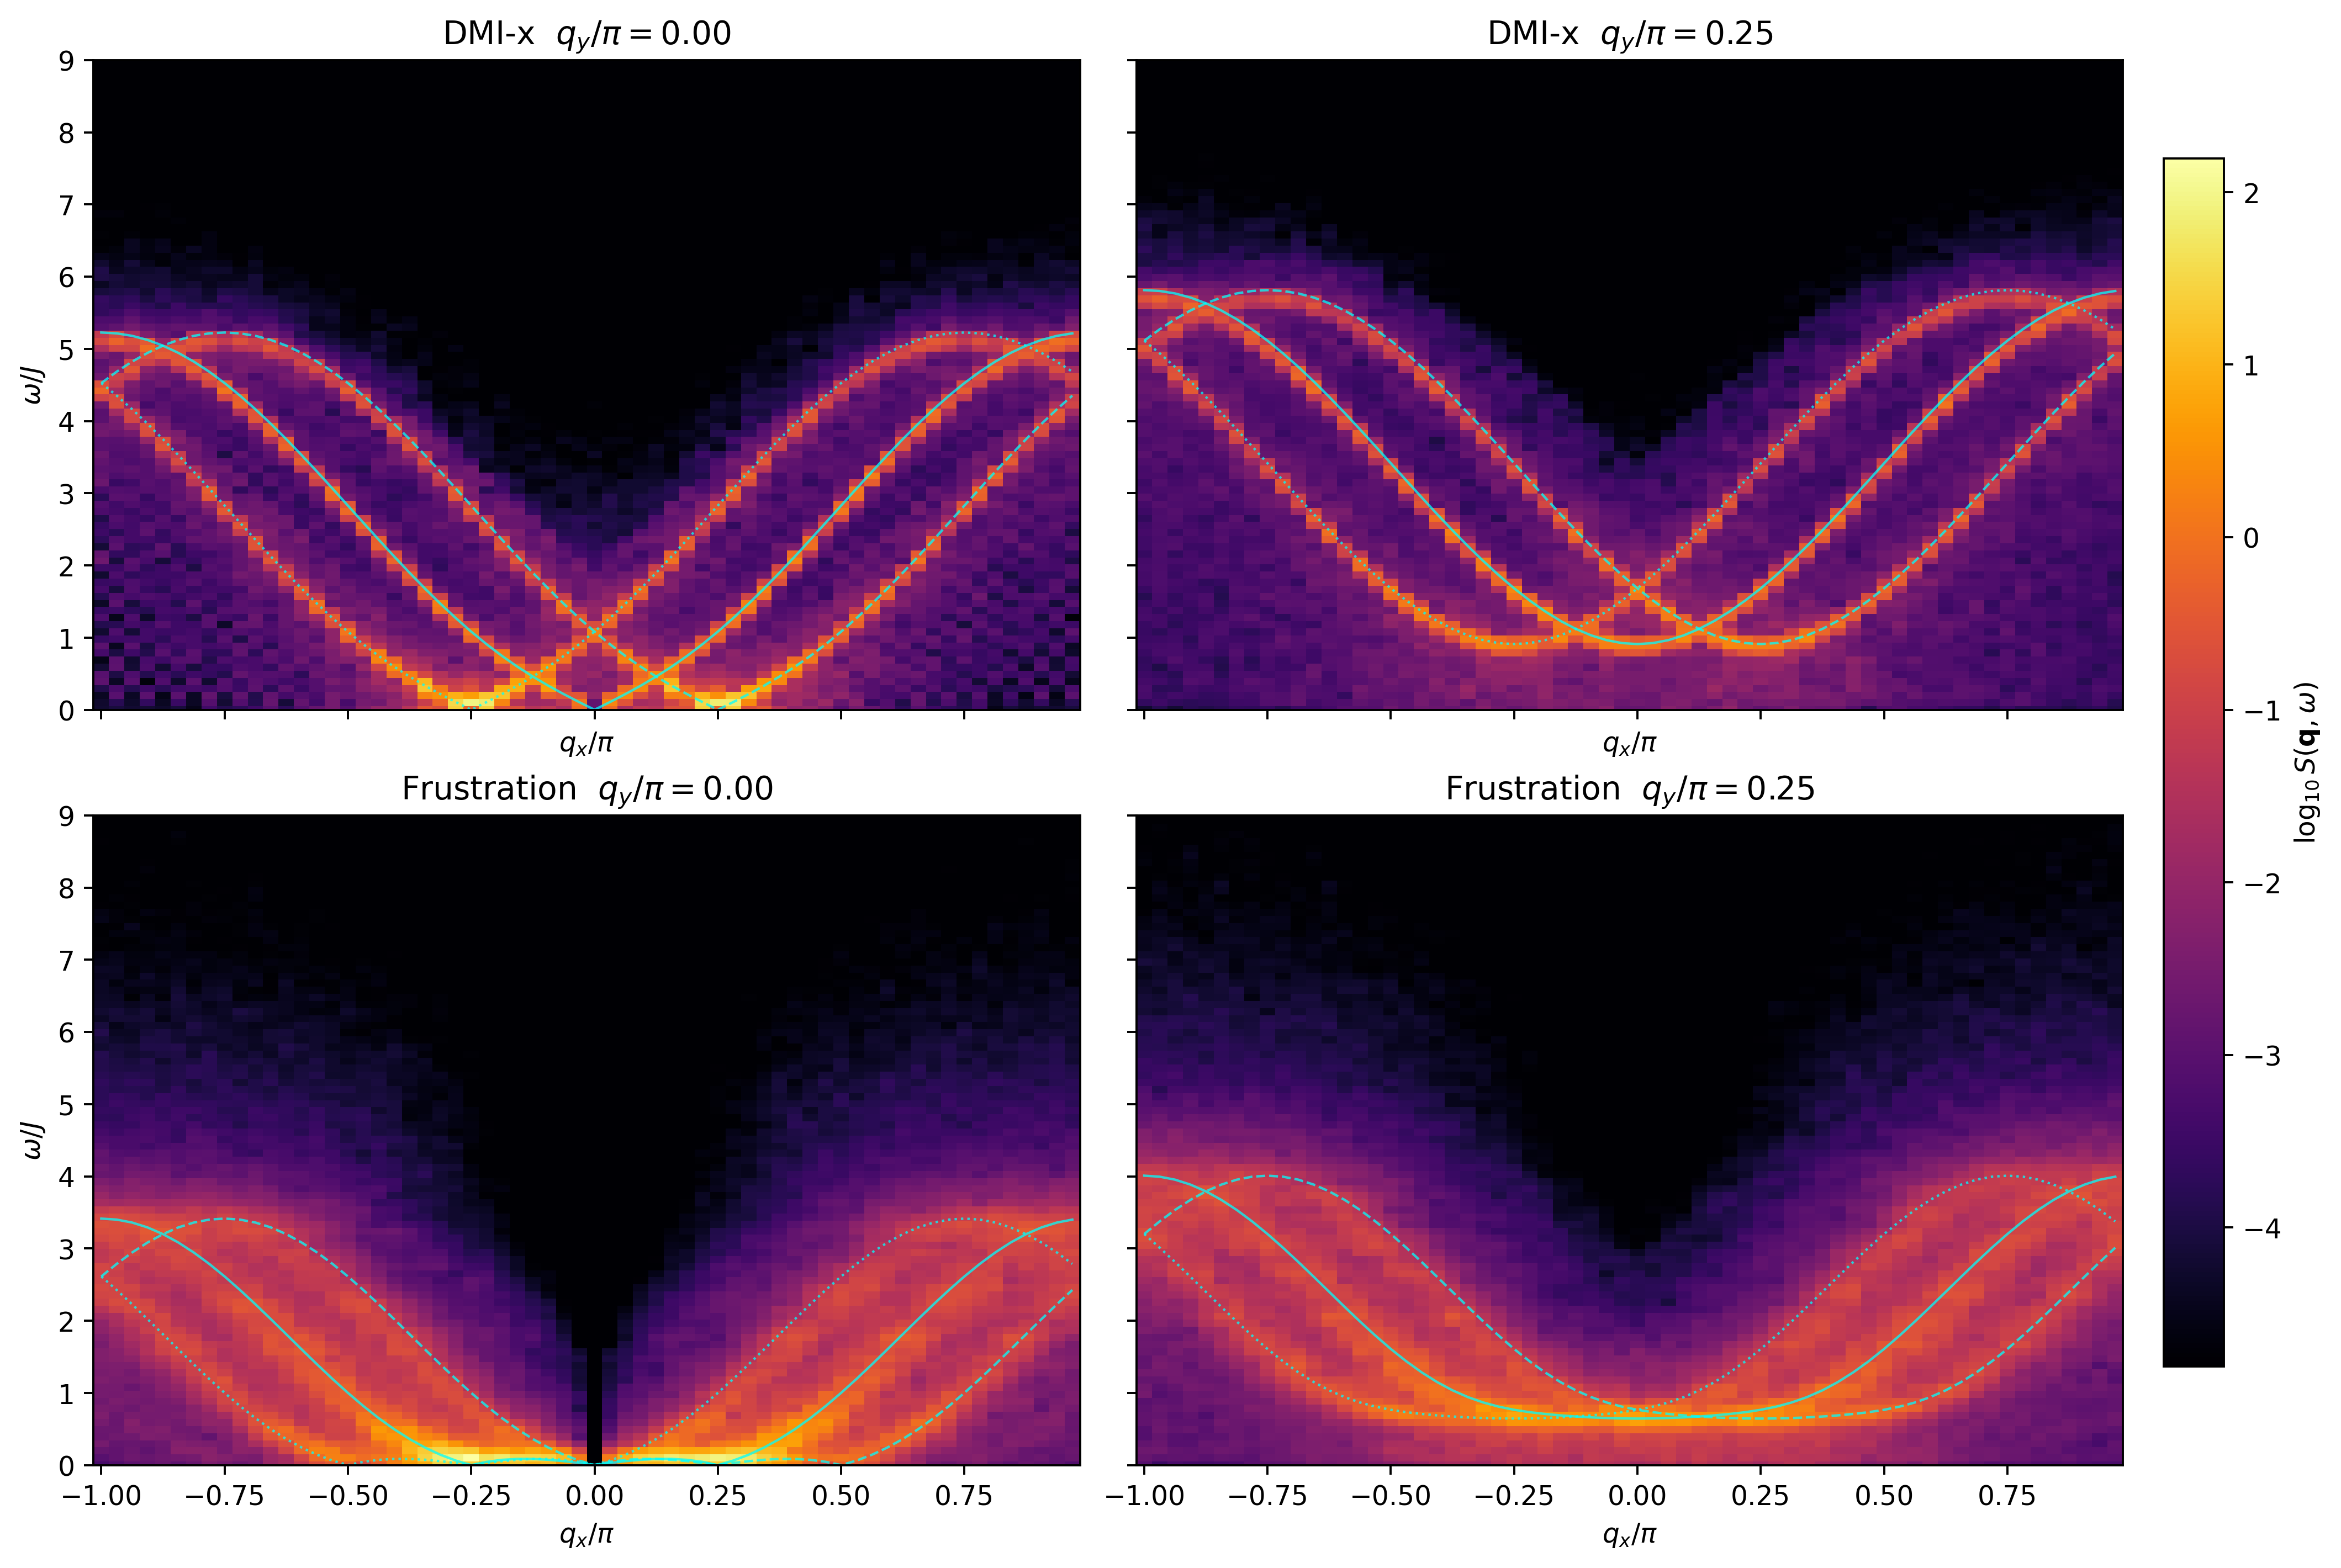 DMI-x q_y/π = 0.00
DMI-x q_y/π = 0.25
9
8
7
6
5
4
3
2
1
0
ω/J
q_x/π
q_x/π
Frustration q_y/π = 0.00
Frustration q_y/π = 0.25
9
8
7
6
5
4
3
2
1
0
ω/J
−1.00 −0.75 −0.50 −0.25 0.00 0.25 0.50 0.75
−1.00 −0.75 −0.50 −0.25 0.00 0.25 0.50 0.75
q_x/π
q_x/π
2
1
0
−1
−2
−3
−4
log₁₀ S(q, ω)